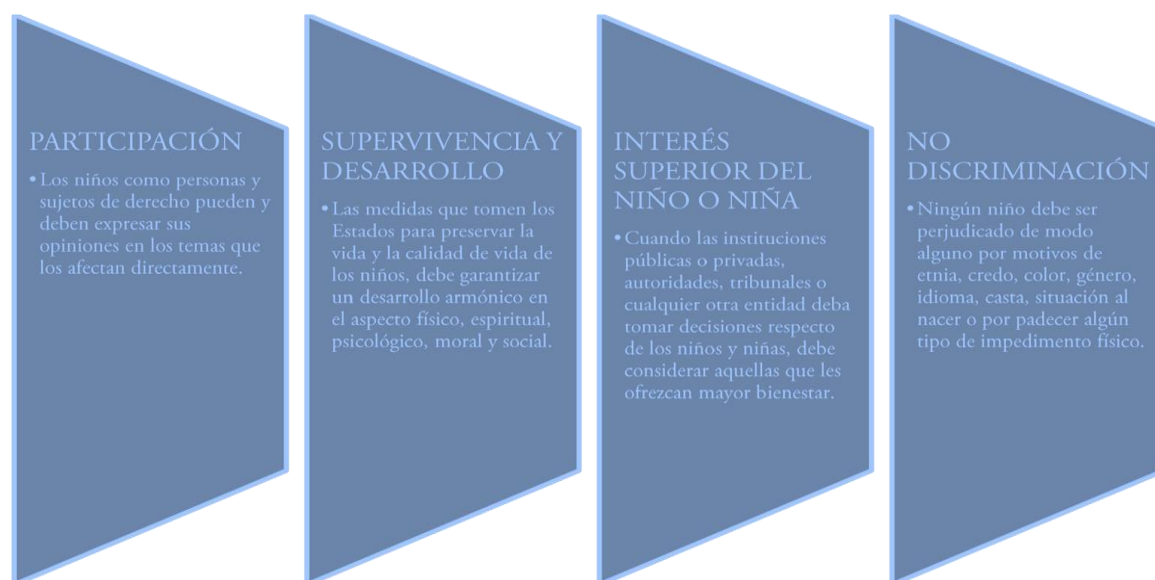 PARTICIPACIÓN
• Los niños como personas y
sujetos de derecho pueden y
deben expresar sus
opiniones en los temas que
los afectan directamente.
SUPERVIVENCIA Y
DESARROLLO
• Las medidas que tomen los
Estados para preservar la
vida y la calidad de vida de
los niños, debe garantizar
un desarrollo armónico en
el aspecto físico, espiritual,
psicológico, moral y social.
INTERÉS
SUPERIOR DEL
NIÑO O NIÑA
• Cuando las instituciones
públicas o privadas,
autoridades, tribunales o
cualquier otra entidad deba
tomar decisiones respecto
de los niños y niñas, debe
considerar aquellas que les
ofrezcan mayor bienestar.
NO
DISCRIMINACIÓN
• Ningún niño debe ser
perjudicado de modo
alguno por motivos de
etnia, credo, color, género,
idioma, casta, situación al
nacer o por padecer algún
tipo de impedimento físico.